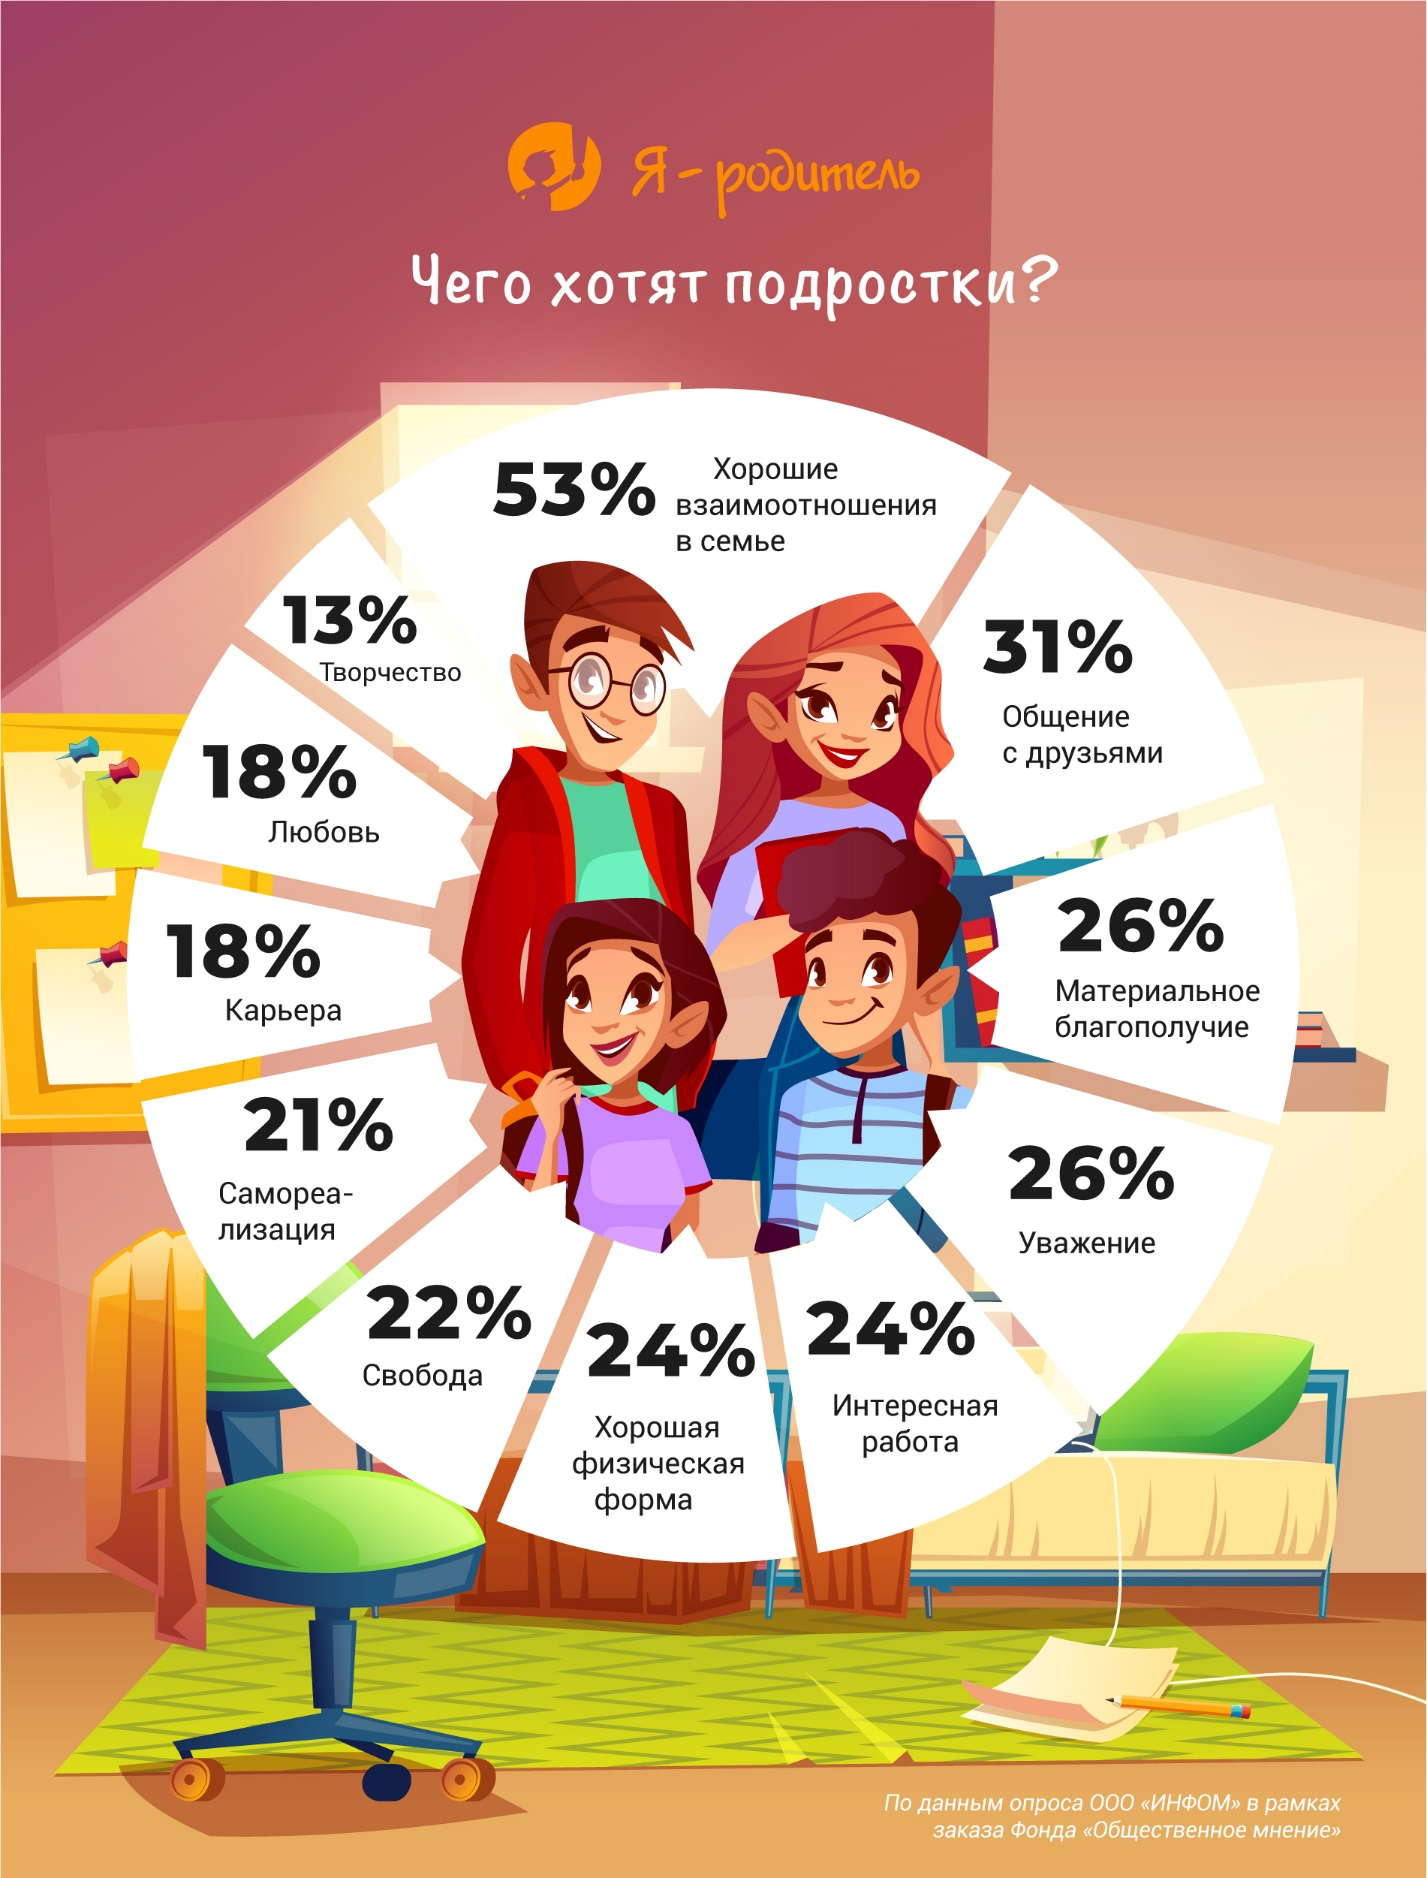 Я-родитель
Чего хотят подростки?
53%
Хорошие
взаимоотношения
в семье
31%
Общение
с друзьями
26%
Материальное
благополучие
26%
Уважение
24%
Интересная
работа
24%
Хорошая
физическая
форма
22%
Свобода
21%
Самореа-
лизация
18%
Карьера
18%
Любовь
13%
Творчество
По данным опроса ООО «ИНФОМ» в рамках
заказа Фонда «Общественное мнение»